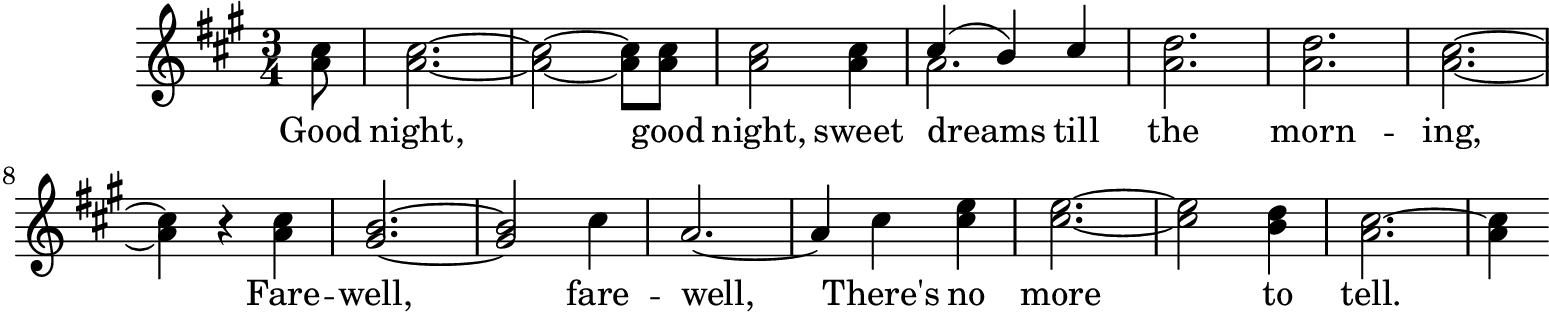 3
4
Good night, good night, sweet dreams till the morn - ing,
8
Fare - well, fare - well, There's no more to tell.